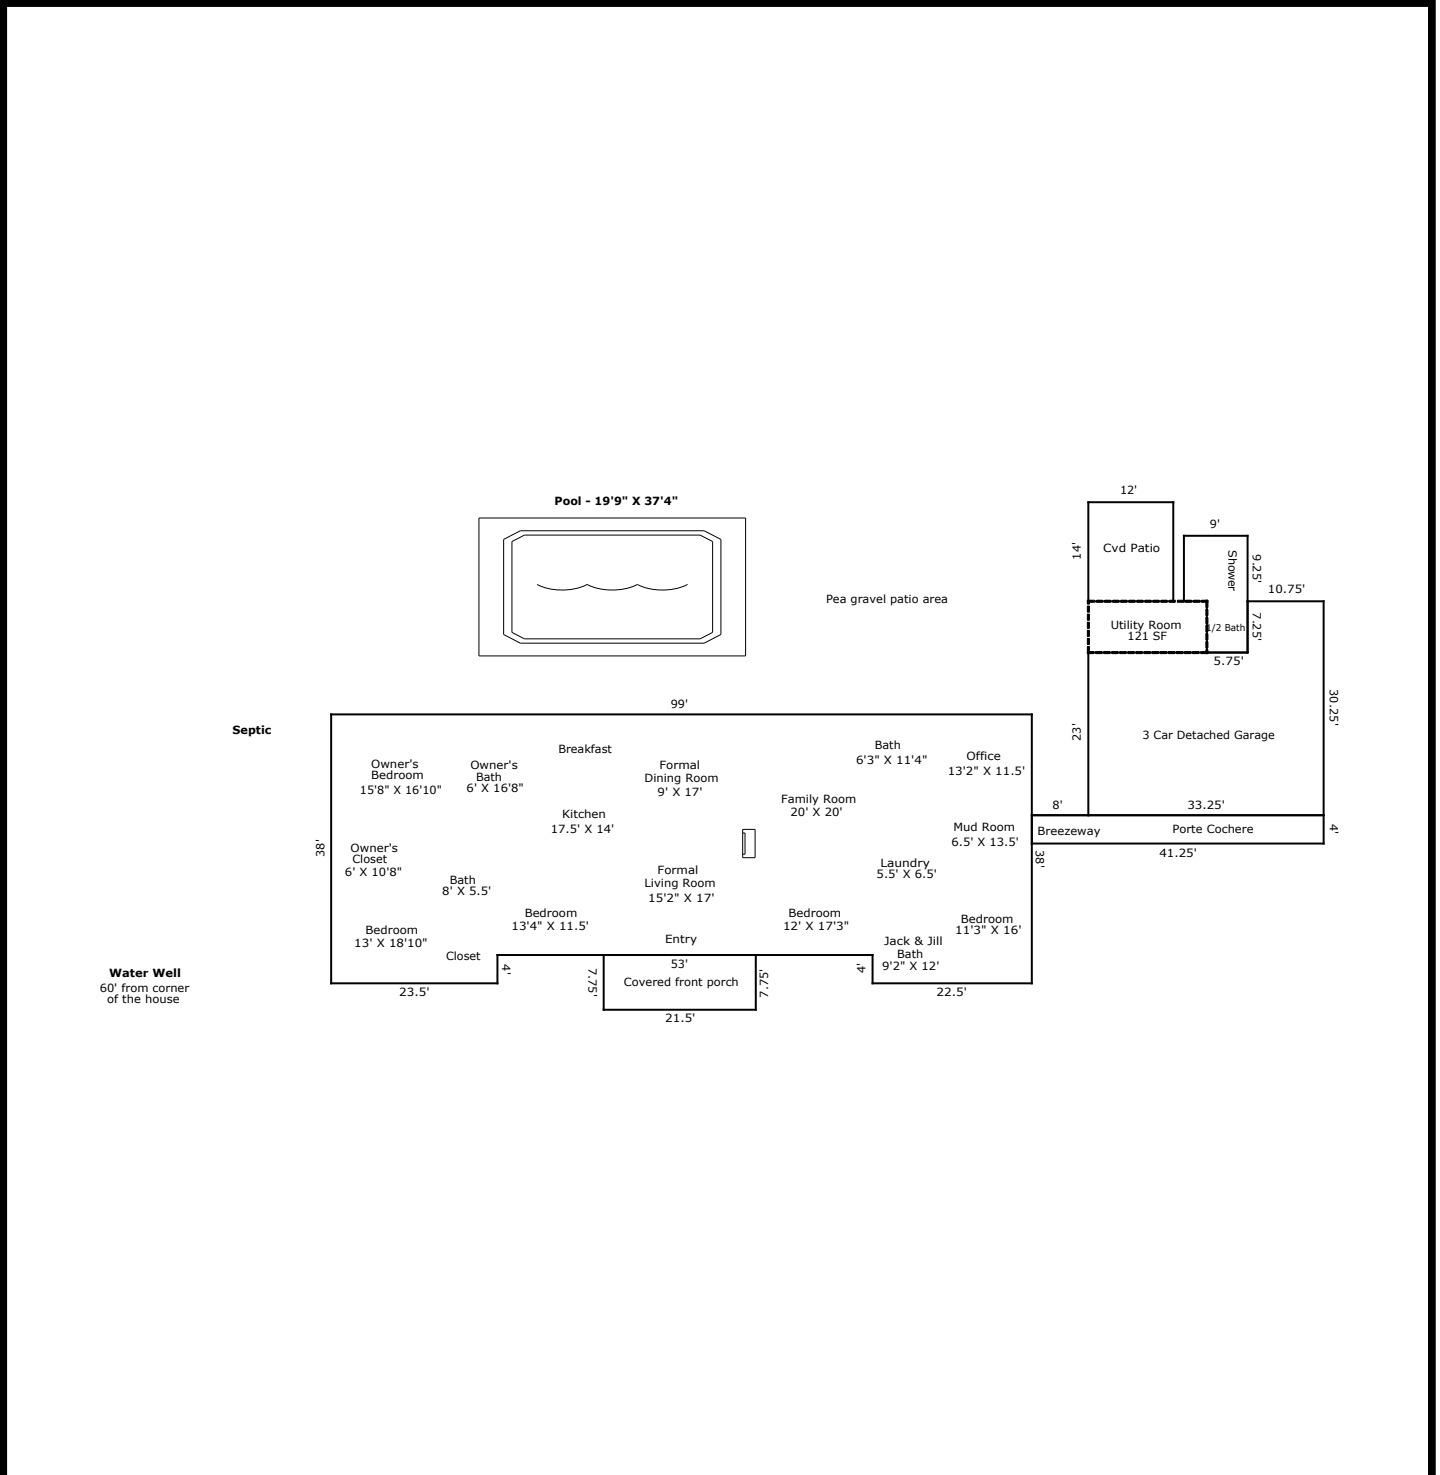 12'
Pool - 19'9" X 37'4"
9'
14'
Cvd Patio
Shower
9.25'
10.75'
Pea gravel patio area
Utility Room
121 SF
1/2 Bath
7.25'
5.75'
99'
30.25'
Septic
23'
3 Car Detached Garage
Breakfast
Bath
6'3" X 11'4"
Office
13'2" X 11.5'
Owner's
Bedroom
15'8" X 16'10"
Owner's
Bath
6' X 16'8"
Formal
Dining Room
9' X 17'
Family Room
20' X 20'
8'
33.25'
Kitchen
17.5' X 14'
Mud Room
6.5' X 13.5'
Breezeway
Porte Cochere
4'
38'
Owner's
Closet
6' X 10'8"
38'
41.25'
Laundry
5.5' X 6.5'
Bath
8' X 5.5'
Formal
Living Room
15'2" X 17'
Bedroom
13'4" X 11.5'
Bedroom
12' X 17'3"
Bedroom
11'3" X 16'
Bedroom
13' X 18'10"
Entry
Jack & Jill
Bath
9'2" X 12'
Closet
4'
53'
4'
Water Well
60' from corner
of the house
7.75'
Covered front porch
7.75'
23.5'
22.5'
21.5'